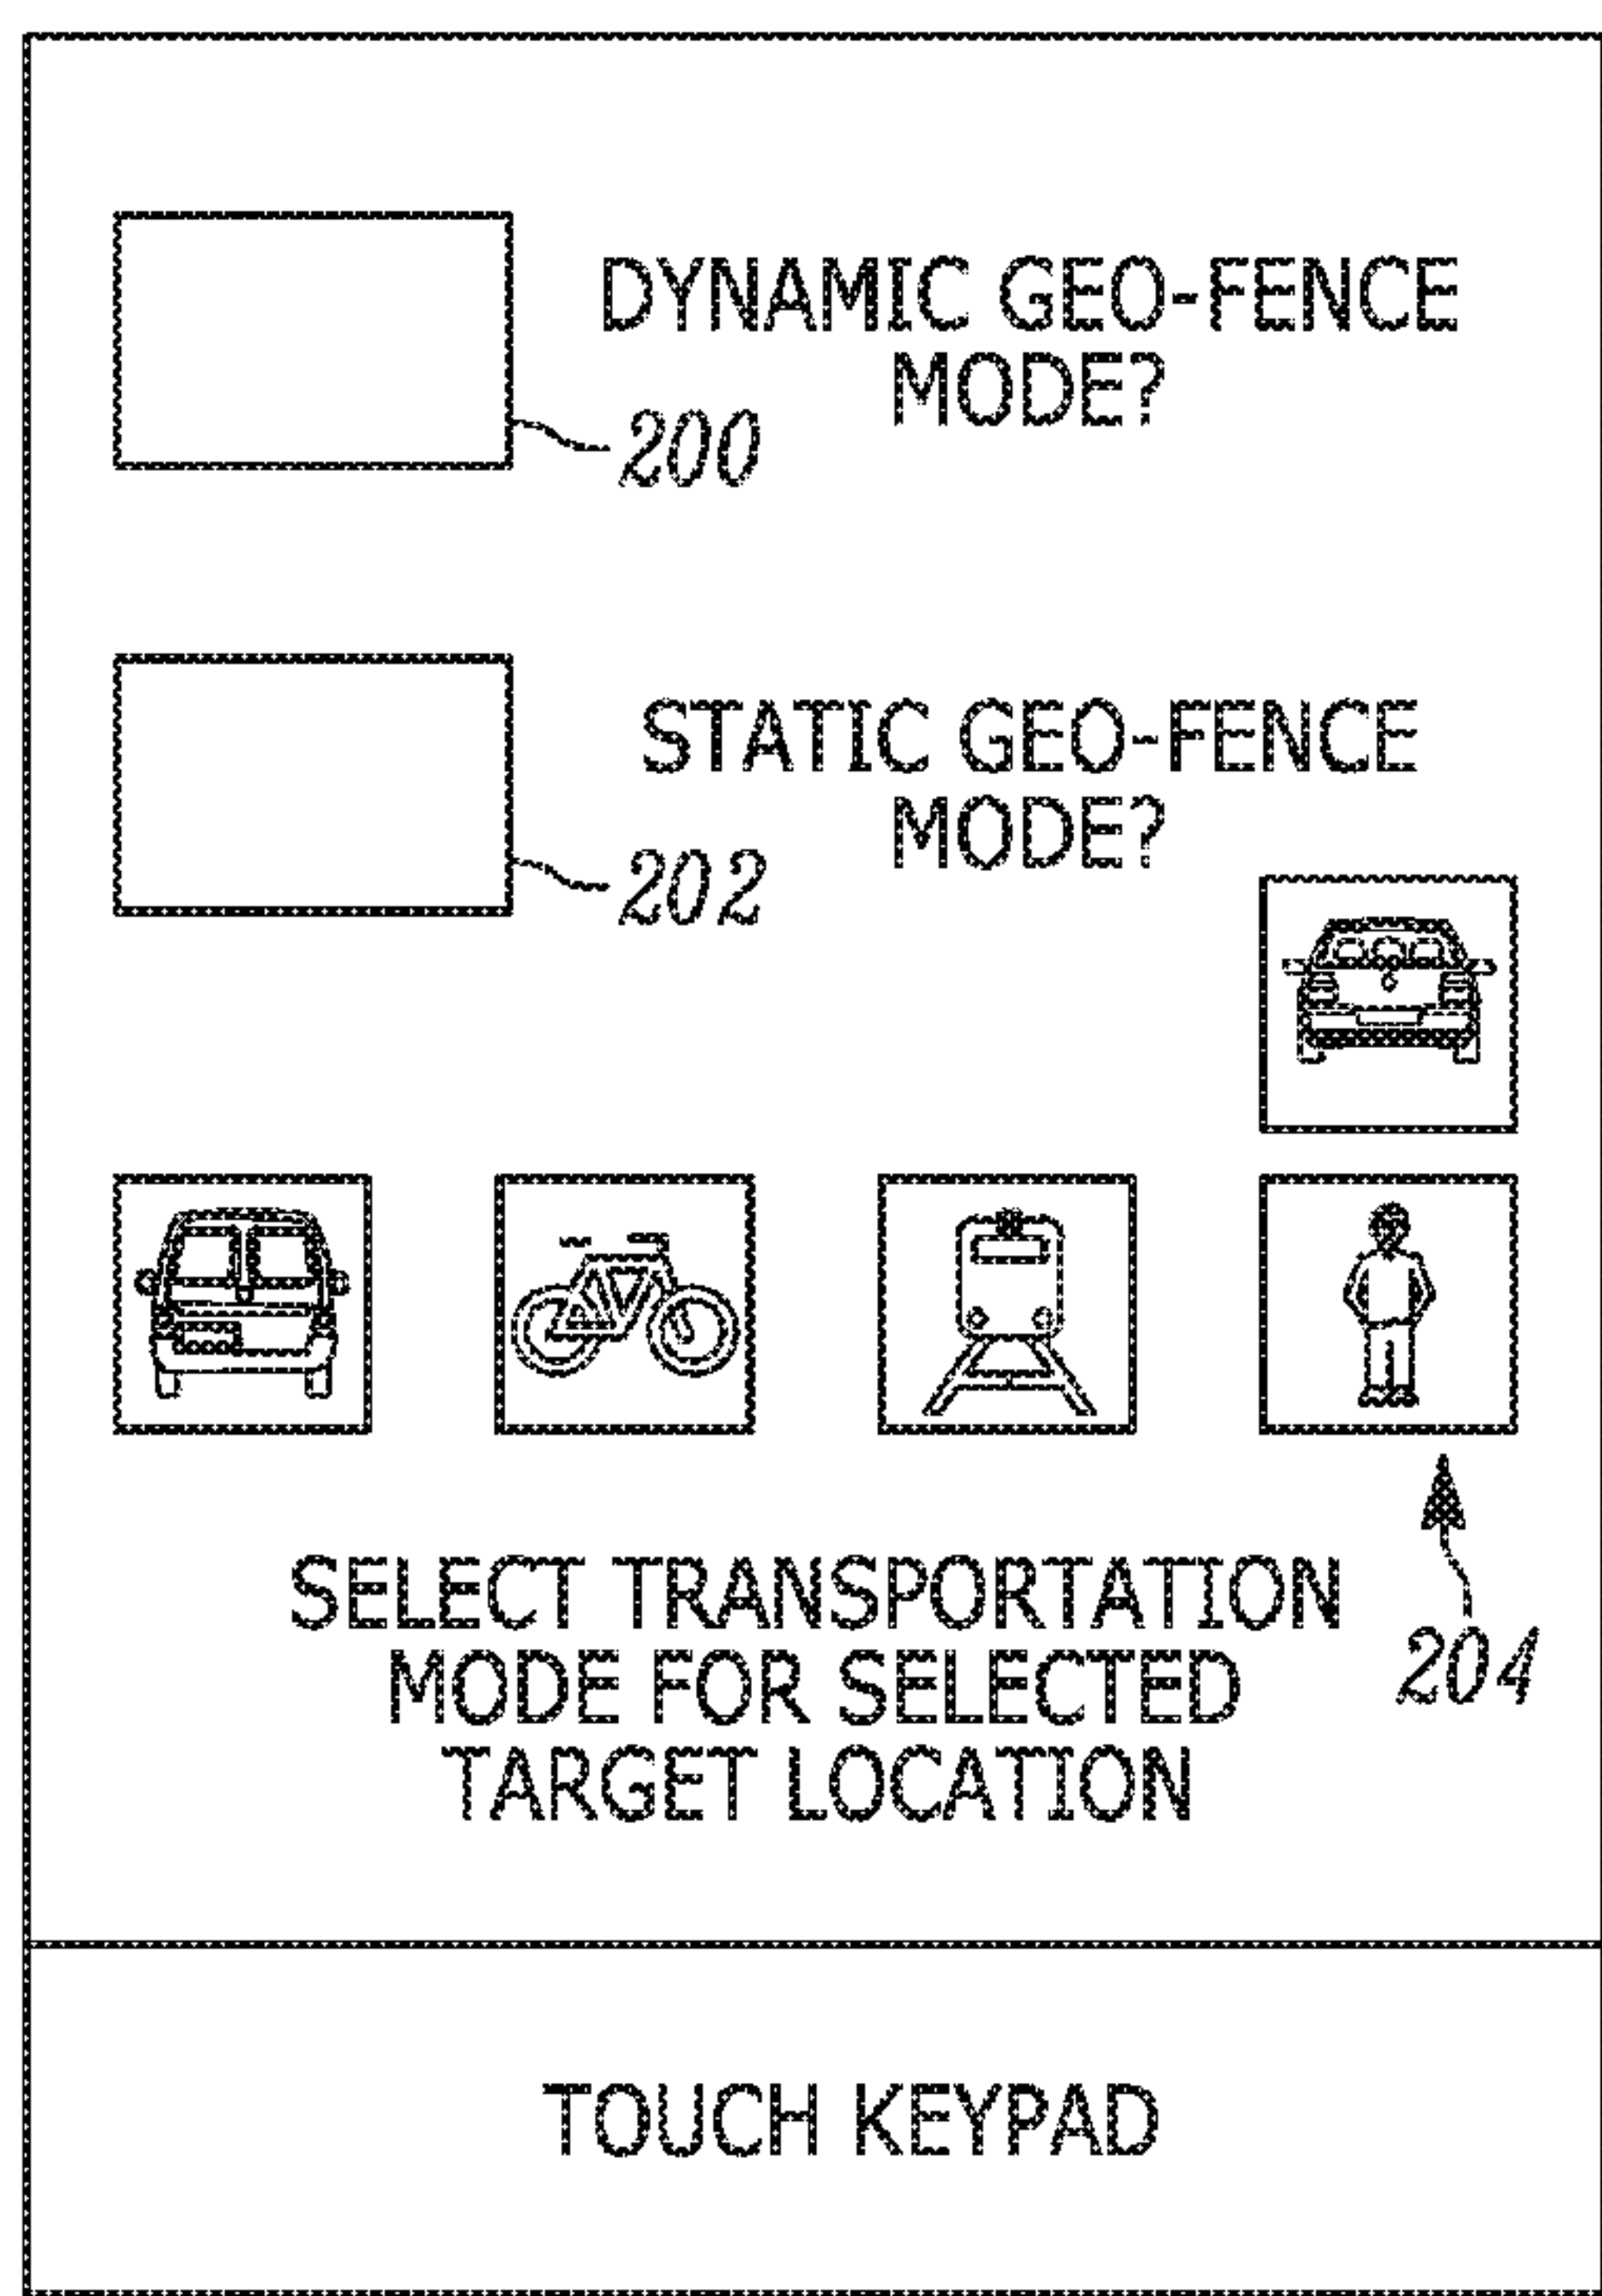 DYNAMIC GEO-FENCE
MODE?
200
STATIC GEO-FENCE
MODE?
202
SELECT TRANSPORTATION
MODE FOR SELECTED
TARGET LOCATION
204
TOUCH KEYPAD